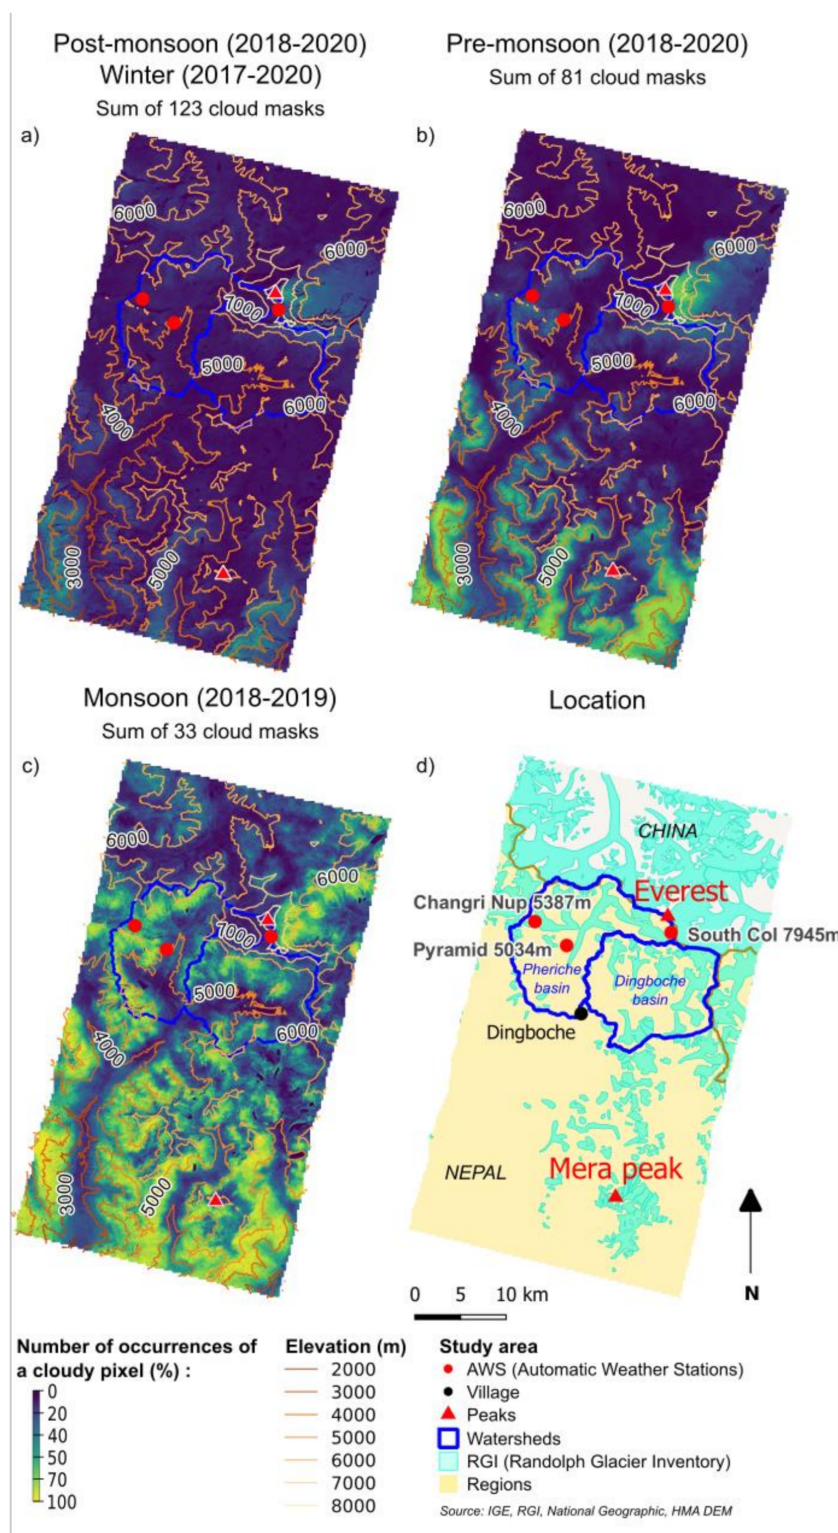 Post-monsoon (2018-2020)
Winter (2017-2020)
Sum of 123 cloud masks
Pre-monsoon (2018-2020)
Sum of 81 cloud masks
a)
6000
6000
7000
5000
6000
4000
3000
5000
b)
6000
6000
7000
5000
6000
4000
3000
5000
Monsoon (2018-2019)
Sum of 33 cloud masks
Location
c)
6000
6000
7000
5000
6000
4000
3000
5000
d)
CHINA
Everest
Changri Nup 5387m
South Col 7945m
Pyramid 5034m
Pheriche
basin
Dingboche
basin
Dingboche
NEPAL
Mera peak
0 5 10 km
N
Number of occurrences of
a cloudy pixel (%) :
0
20
50
70
100
Elevation (m)
2000
3000
4000
5000
6000
7000
8000
Study area
AWS (Automatic Weather Stations)
Village
Peaks
Watersheds
RGI (Randolph Glacier Inventory)
Regions
Source: IGE, RGI, National Geographic, HMA DEM